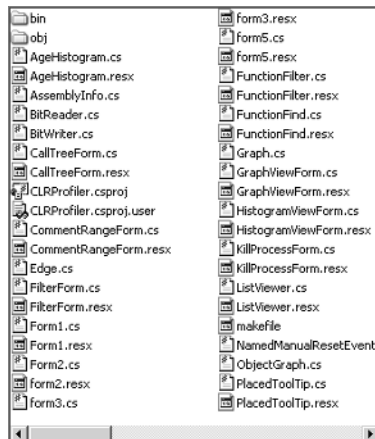 bin
obj
AgeHistogram.cs
AgeHistogram.resx
AssemblyInfo.cs
BitReader.cs
BitWriter.cs
CallTreeForm.cs
CallTreeForm.resx
CLRProfiler.csproj
CLRProfiler.csproj.user
CommentRangeForm.cs
CommentRangeForm.resx
Edge.cs
FilterForm.cs
FilterForm.resx
Form1.cs
Form1.resx
Form2.cs
form2.resx
form3.cs
form3.resx
form5.cs
form5.resx
FunctionFilter.cs
FunctionFilter.resx
FunctionFind.cs
FunctionFind.resx
Graph.cs
GraphViewForm.cs
GraphViewForm.resx
HistogramViewForm.cs
HistogramViewForm.resx
KillProcessForm.cs
KillProcessForm.resx
ListViewer.cs
ListViewer.resx
makefile
NamedManualResetEvent
ObjectGraph.cs
PlacedToolTip.cs
PlacedToolTip.resx